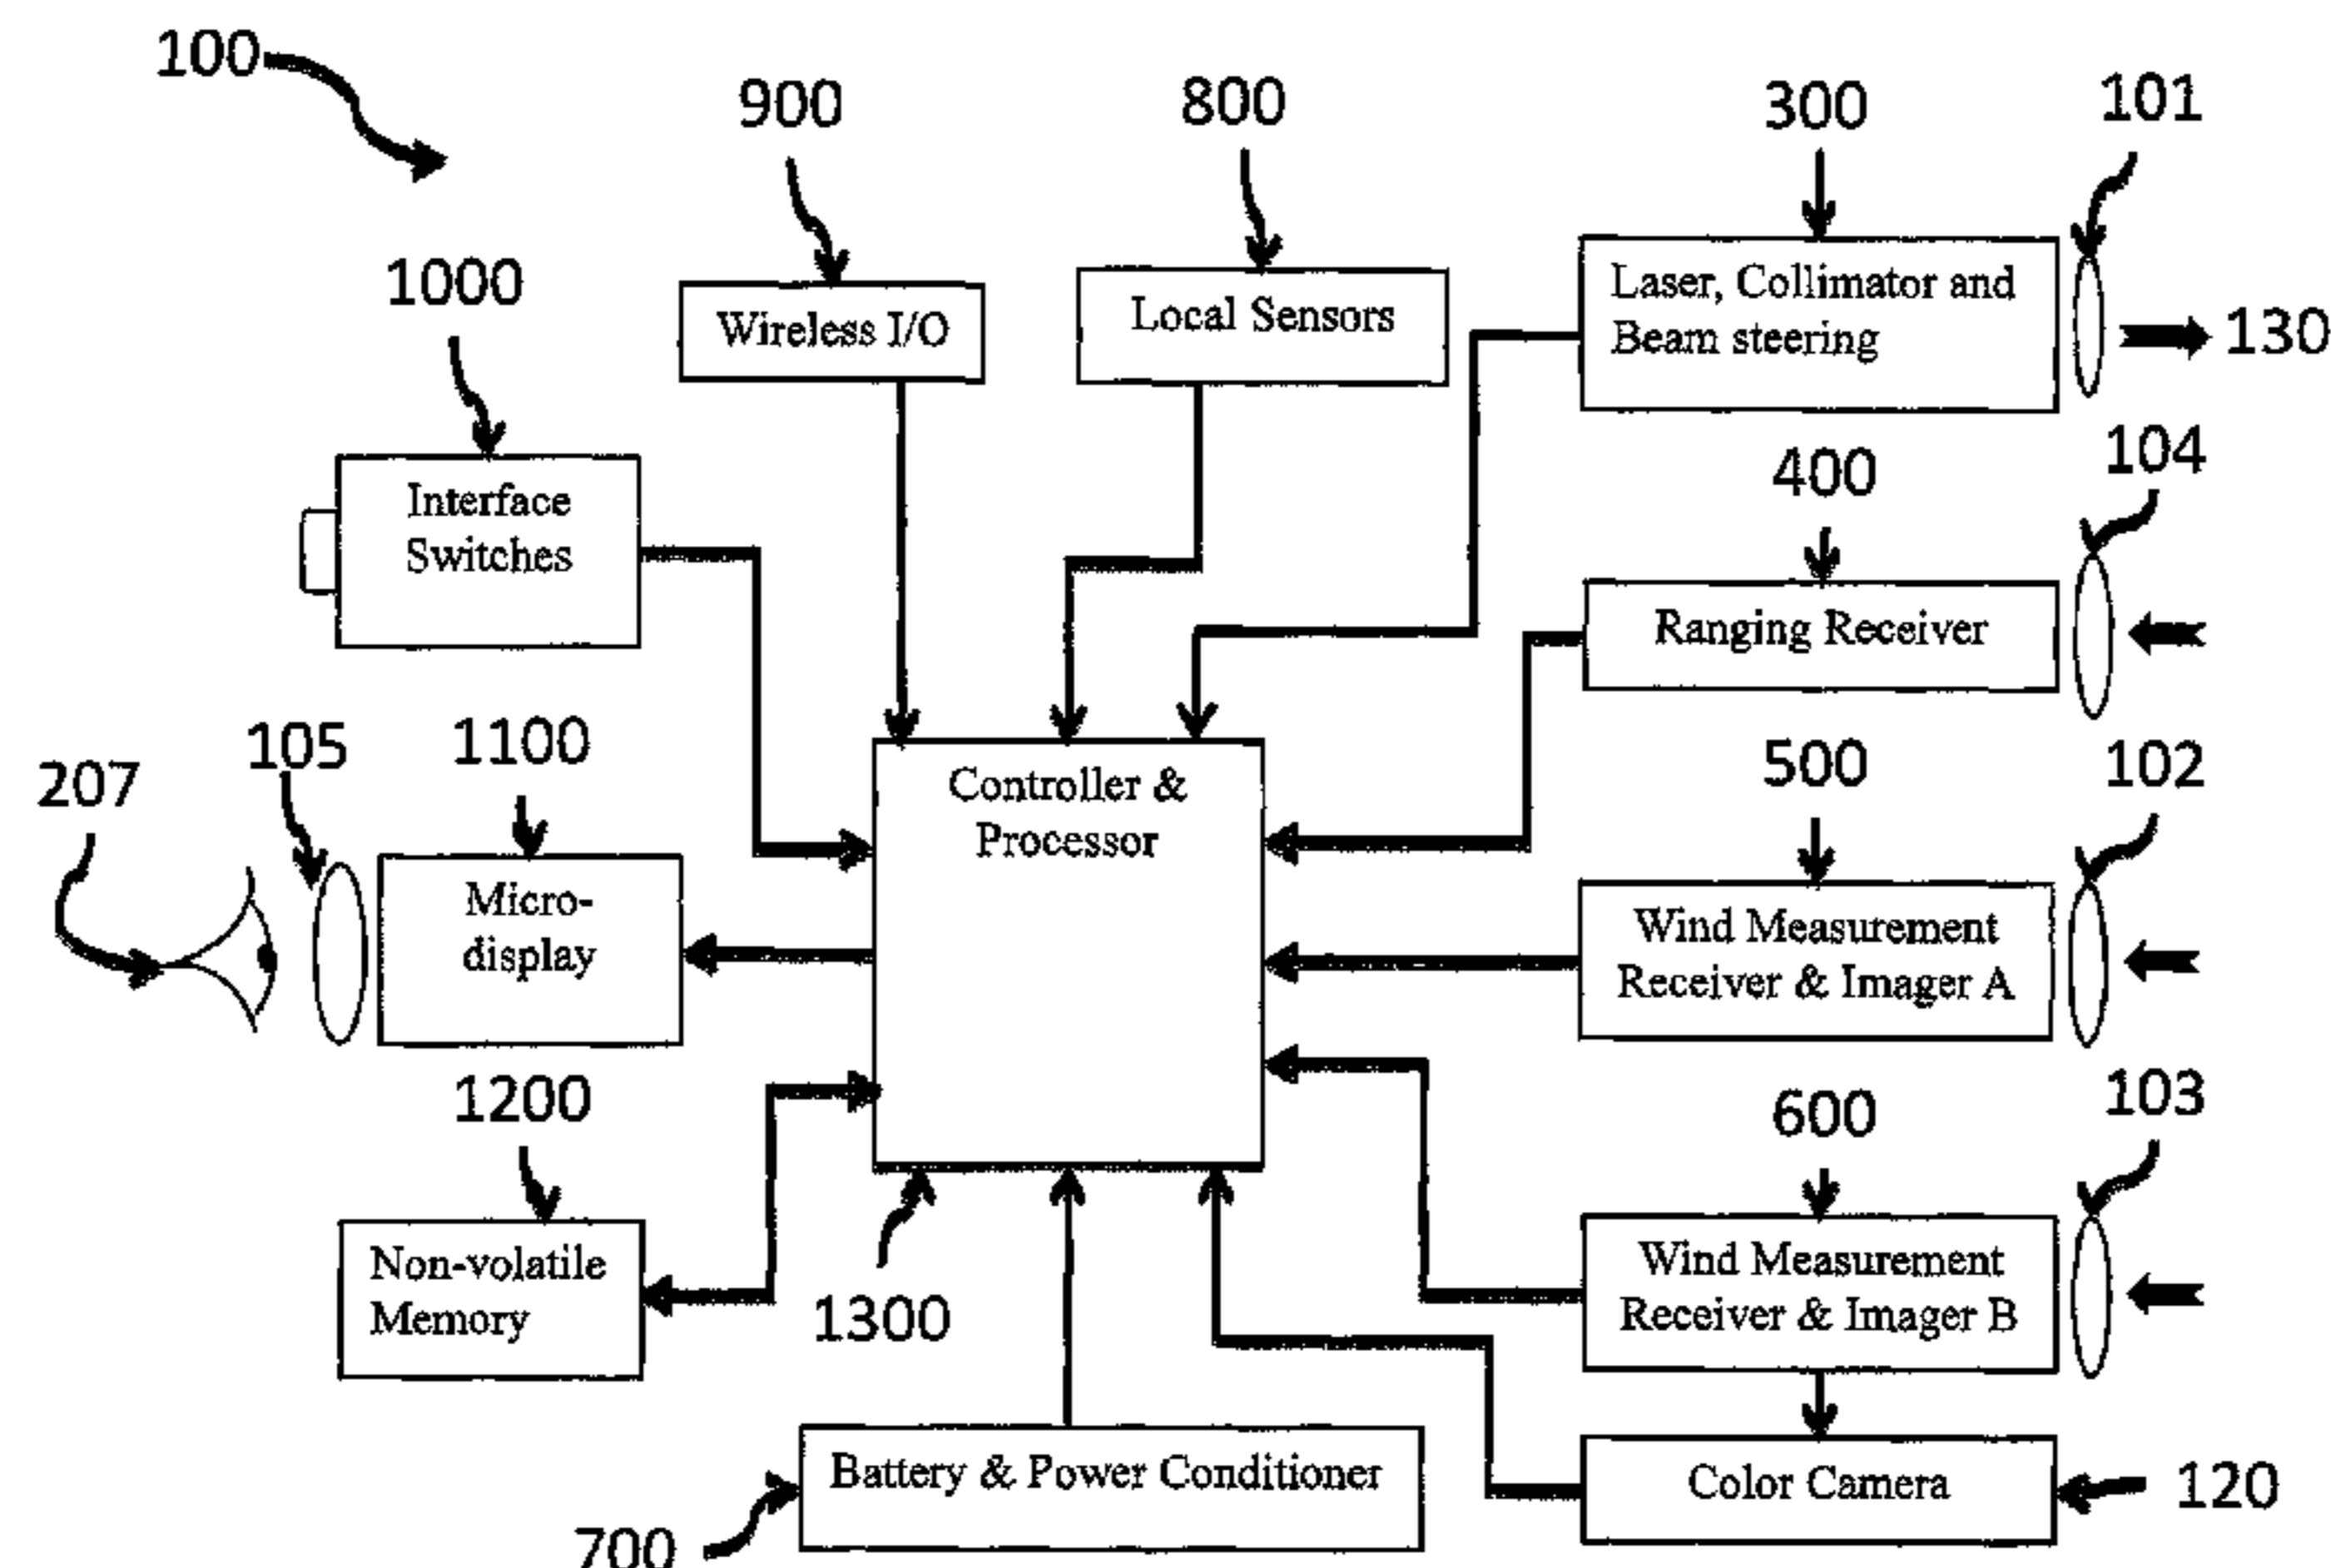 100
900
800
300
101
1000
Wireless I/O
Local Sensors
Laser, Collimator and
Beam steering
130
Interface
Switches
400
104
Ranging Receiver
207
105
1100
Controller &
Processor
500
102
Micro-
display
Wind Measurement
Receiver & Imager A
1200
600
103
Non-volatile
Memory
1300
Wind Measurement
Receiver & Imager B
Battery & Power Conditioner
700
Color Camera
120